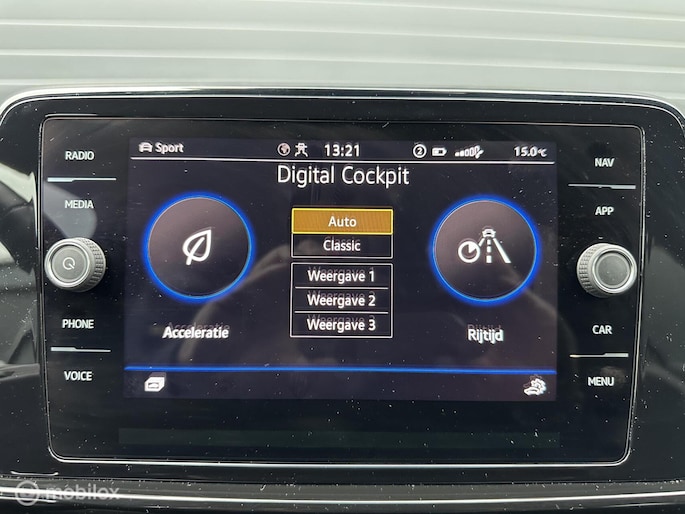 RADIO
MEDIA
PHONE
VOICE
Sport
13:21
2
15.0°C
Digital Cockpit
Auto
Classic
Weergave 1
Weergave 2
Weergave 3
Acceleratie
Rijtijd
NAV
APP
CAR
MENU
© mobilox